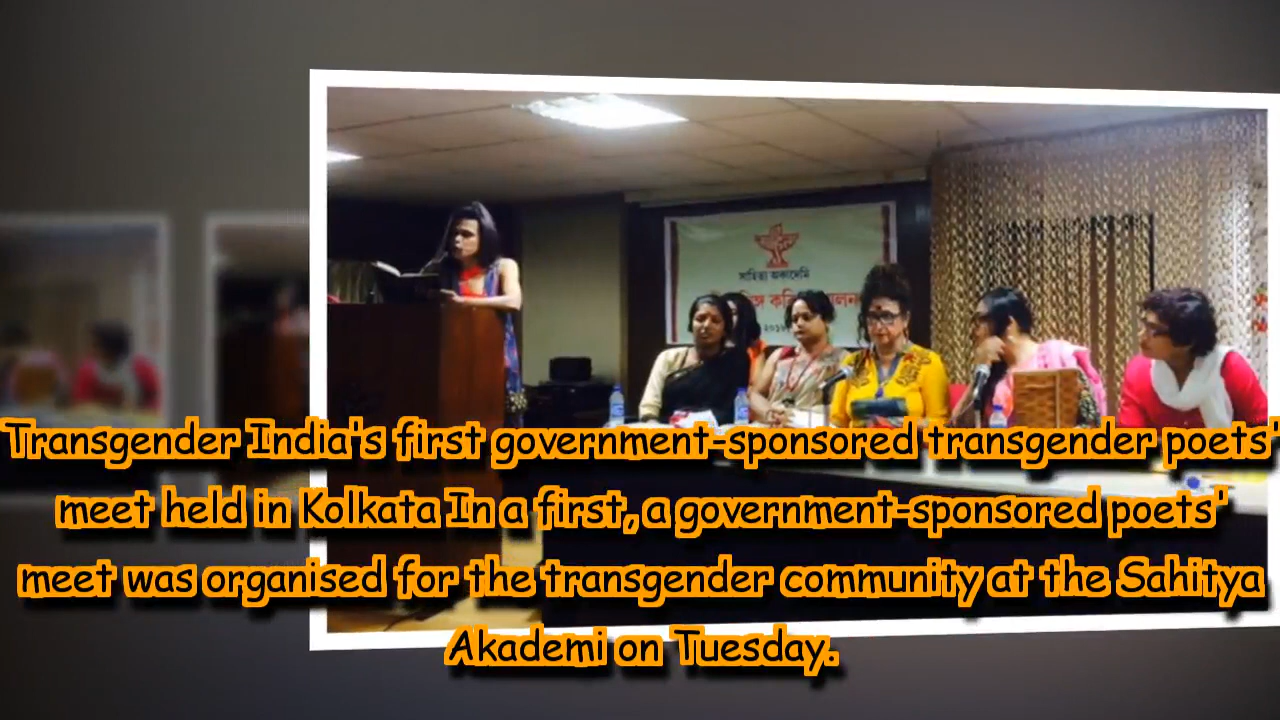 সাহিত্য অকাদেমি
Transgender India's first government-sponsored transgender poets'
meet held in Kolkata In a first, a government-sponsored poets'
meet was organised for the transgender community at the Sahitya
Akademi on Tuesday.